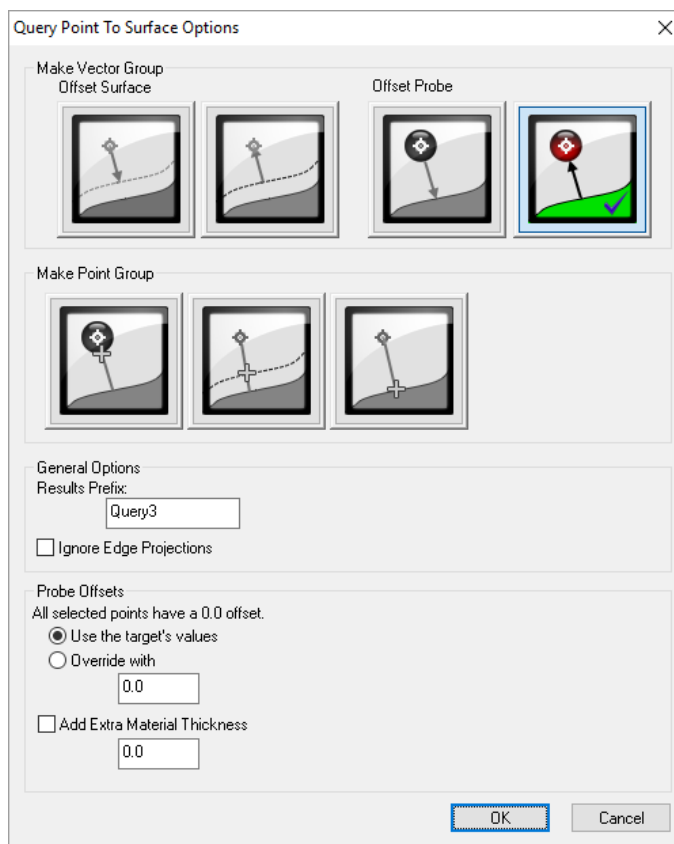 Query Point To Surface Options
Make Vector Group
Offset Surface
Offset Probe
Make Point Group
General Options
Results Prefix:
Query3
Ignore Edge Projections
Probe Offsets
All selected points have a 0.0 offset.
Use the target's values
Override with
0.0
Add Extra Material Thickness
0.0
OK
Cancel